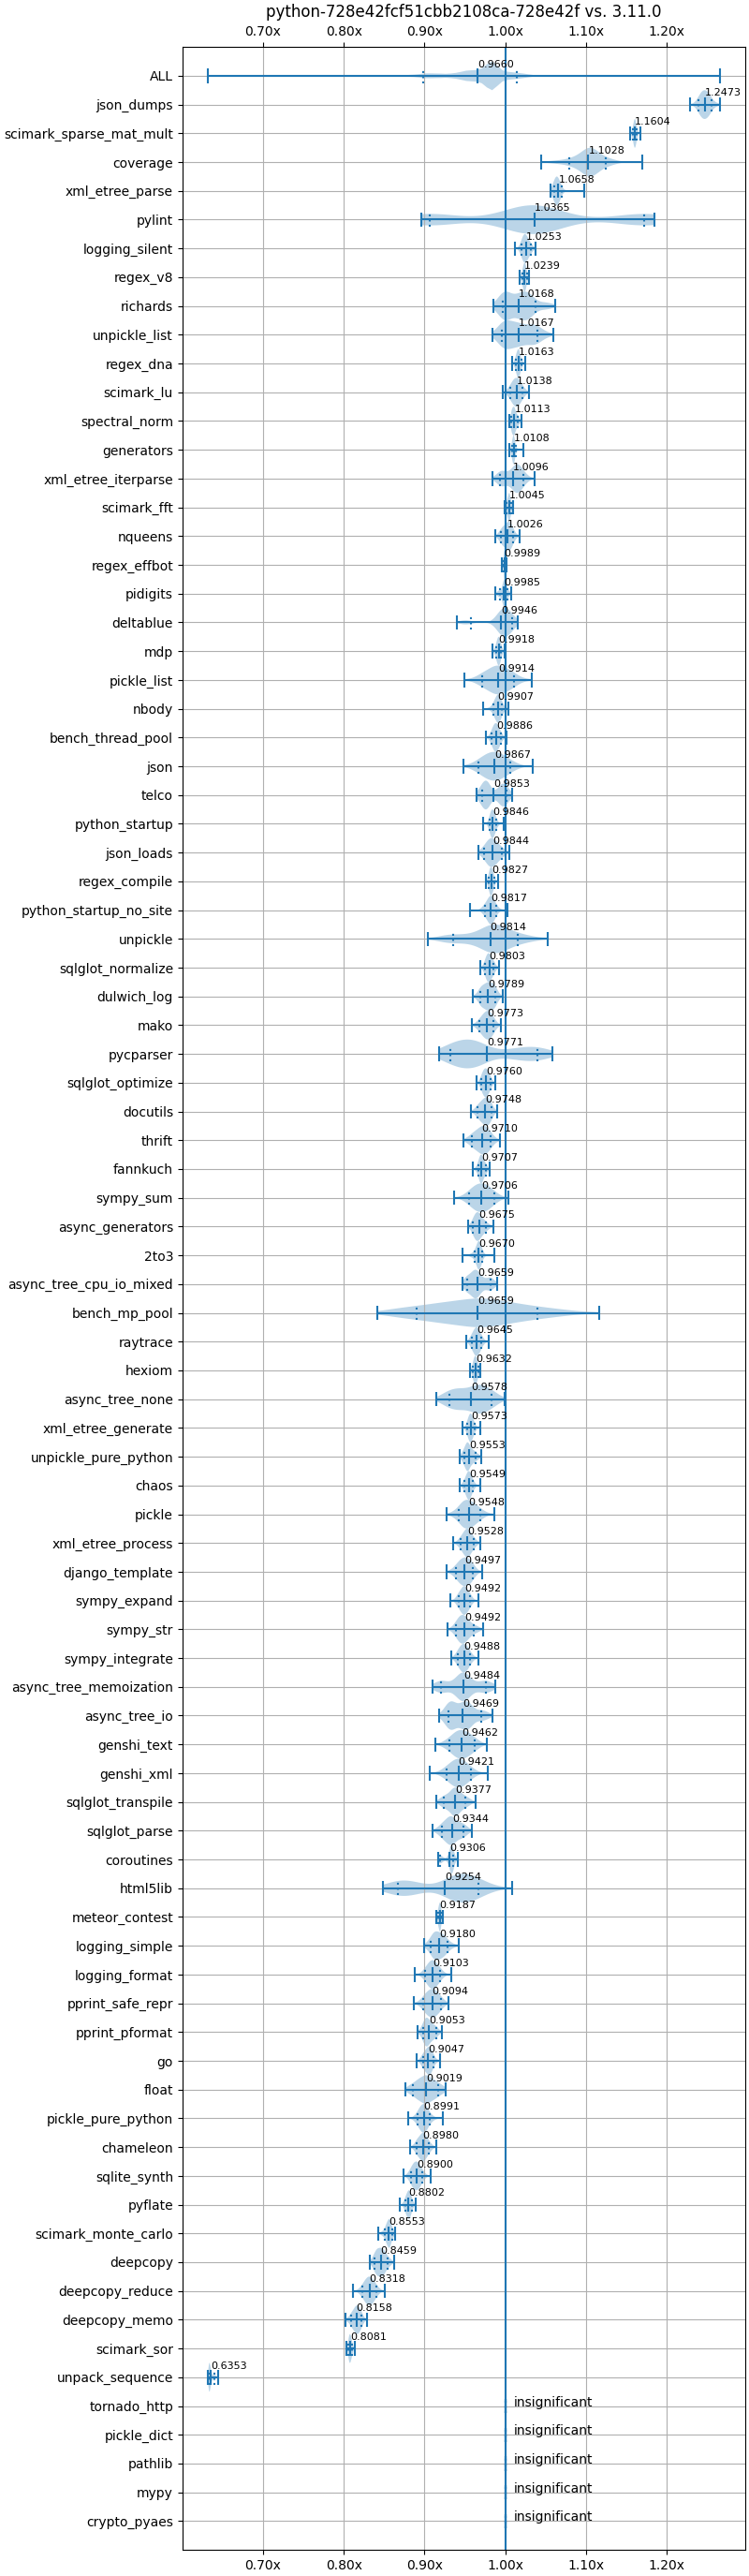 python-728e42fcf51cbb2108ca-728e42f vs. 3.11.0
0.70x 0.80x 0.90x 1.00x 1.10x 1.20x
ALL 0.9660
json_dumps 1.2473
scimark_sparse_mat_mult 1.1604
coverage 1.1028
xml_etree_parse 1.0658
pylint 1.0365
logging_silent 1.0253
regex_v8 1.0239
richards 1.0168
unpickle_list 1.0167
regex_dna 1.0163
scimark_lu 1.0138
spectral_norm 1.0113
generators 1.0108
xml_etree_iterparse 1.0096
scimark_fft 1.0045
nqueens 1.0026
regex_effbot 0.9989
pidigits 0.9985
deltablue 0.9946
mdp 0.9918
pickle_list 0.9914
nbody 0.9907
bench_thread_pool 0.9886
json 0.9867
telco 0.9853
python_startup 0.9846
json_loads 0.9844
regex_compile 0.9827
python_startup_no_site 0.9817
unpickle 0.9814
sqlglot_normalize 0.9803
dulwich_log 0.9789
mako 0.9773
pycparser 0.9771
sqlglot_optimize 0.9760
docutils 0.9748
thrift 0.9710
fannkuch 0.9707
sympy_sum 0.9706
async_generators 0.9675
2to3 0.9670
async_tree_cpu_io_mixed 0.9659
bench_mp_pool 0.9659
raytrace 0.9645
hexiom 0.9632
async_tree_none 0.9578
xml_etree_generate 0.9573
unpickle_pure_python 0.9553
chaos 0.9549
pickle 0.9548
xml_etree_process 0.9528
django_template 0.9497
sympy_expand 0.9492
sympy_str 0.9492
sympy_integrate 0.9488
async_tree_memoization 0.9484
async_tree_io 0.9469
genshi_text 0.9462
genshi_xml 0.9421
sqlglot_transpile 0.9377
sqlglot_parse 0.9344
coroutines 0.9306
html5lib 0.9254
meteor_contest 0.9187
logging_simple 0.9180
logging_format 0.9103
pprint_safe_repr 0.9094
pprint_pformat 0.9053
go 0.9047
float 0.9019
pickle_pure_python 0.8991
chameleon 0.8980
sqlite_synth 0.8900
pyflate 0.8802
scimark_monte_carlo 0.8553
deepcopy 0.8459
deepcopy_reduce 0.8318
deepcopy_memo 0.8158
scimark_sor 0.8081
unpack_sequence 0.6353
tornado_http insignificant
pickle_dict insignificant
pathlib insignificant
mypy insignificant
crypto_pyaes insignificant
0.70x 0.80x 0.90x 1.00x 1.10x 1.20x